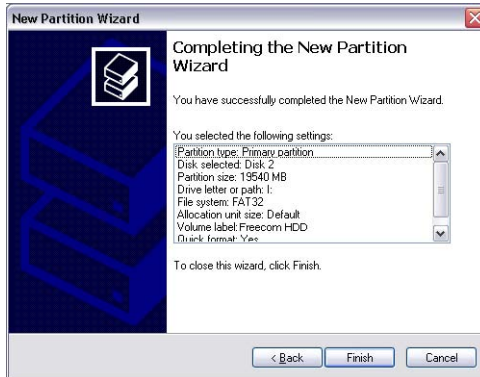 New Partition Wizard
Completing the New Partition
Wizard
You have successfully completed the New Partition Wizard.
You selected the following settings:
Partition type: Primary partition
Disk selected: Disk 2
Partition size: 19540 MB
Drive letter or path: I:
File system: FAT32
Allocation unit size: Default
Volume label: Freecom HDD
Quick format: Yes
To close this wizard, click Finish.
< Back
Finish
Cancel